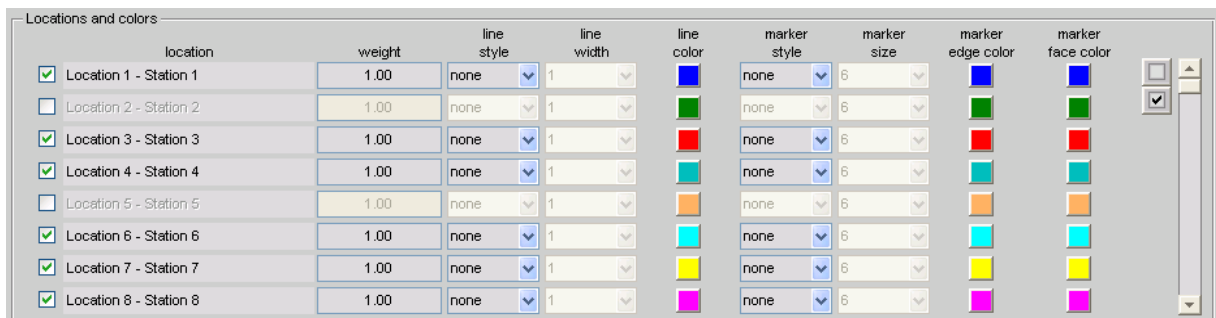 Locations and colors
location weight line style line width line color marker style marker size marker edge color marker face color
Location 1 - Station 1 1.00 none 1 none 6
Location 2 - Station 2 1.00 none 1 none 6
Location 3 - Station 3 1.00 none 1 none 6
Location 4 - Station 4 1.00 none 1 none 6
Location 5 - Station 5 1.00 none 1 none 6
Location 6 - Station 6 1.00 none 1 none 6
Location 7 - Station 7 1.00 none 1 none 6
Location 8 - Station 8 1.00 none 1 none 6